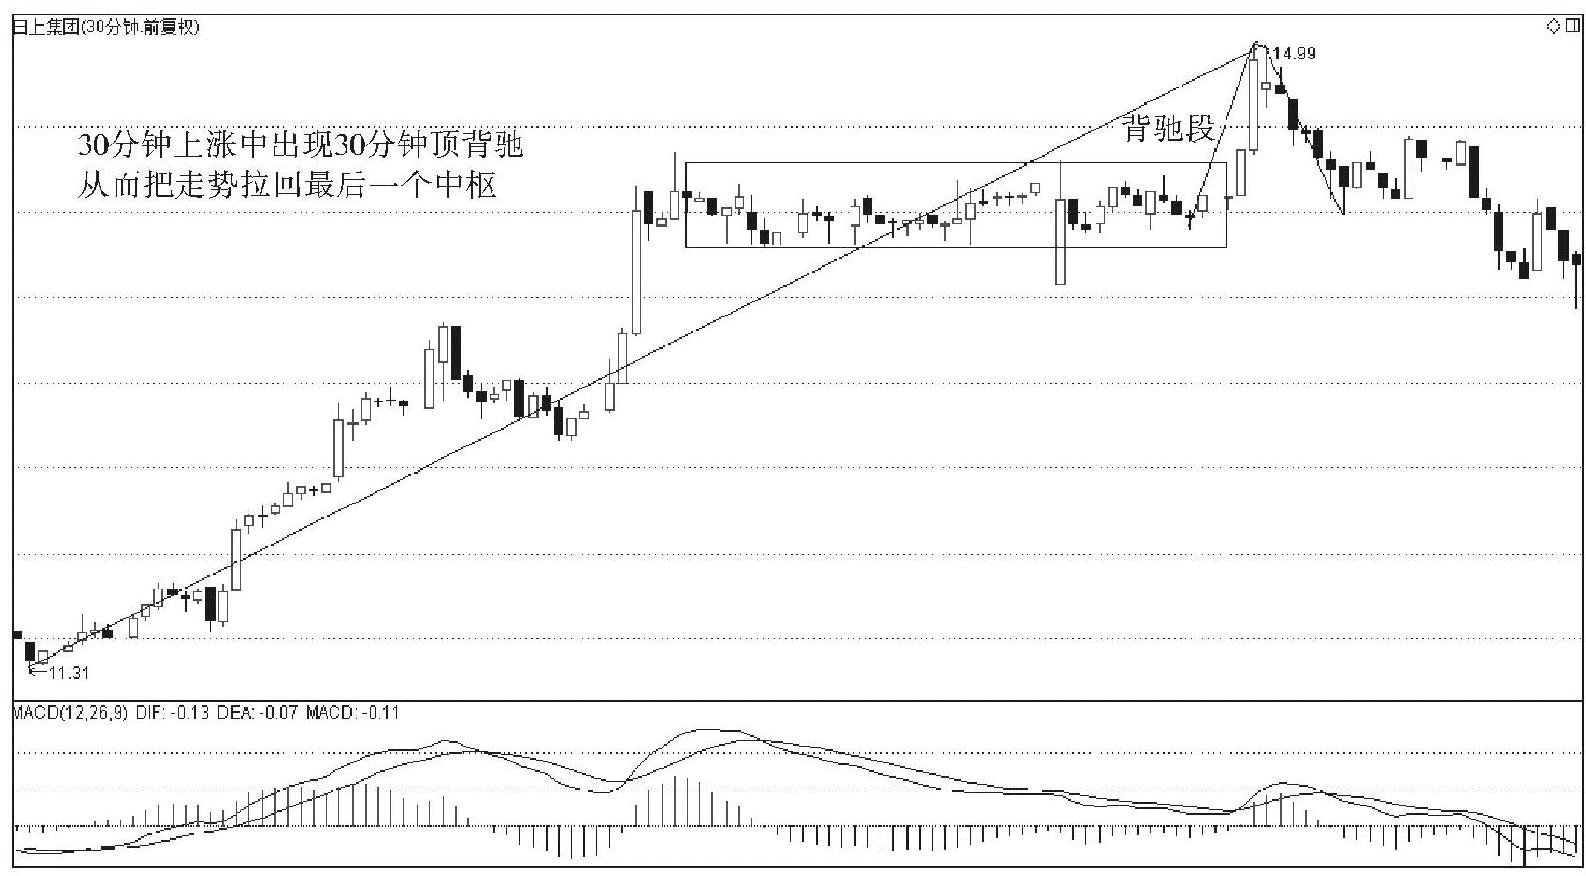 日上集团(30分钟.前复权)
14.99
30分钟上涨中出现30分钟顶背驰
从而把走势拉回最后一个中枢
背驰段
11.31
MACD(12,26,9) DIF: -0.13 DEA: -0.07 MACD: -0.11